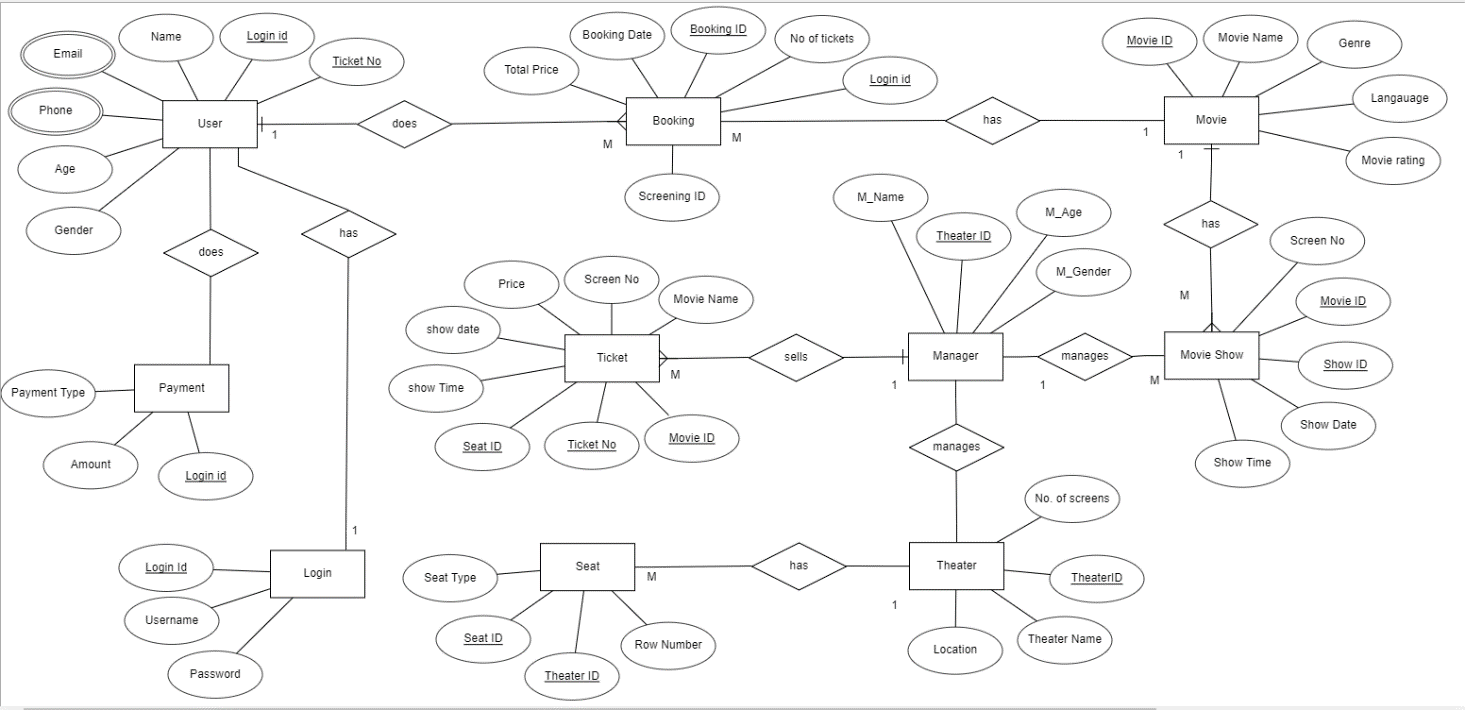 Email
Name
Login id
Ticket No
Phone
User
Age
Gender
1
does
M
Total Price
Booking Date
Booking ID
No of tickets
Login id
Booking
Screening ID
M
has
1
Movie ID
Movie Name
Genre
Langauage
Movie rating
Movie
1
has
M
does
has
Payment Type
Payment
Amount
Login id
1
Login Id
Username
Password
Login
Price
Screen No
Movie Name
show date
show Time
Ticket
Seat ID
Ticket No
Movie ID
M
sells
1
M_Name
Theater ID
M_Age
M_Gender
Manager
1
manages
M
Screen No
Movie ID
Show ID
Show Date
Show Time
Movie Show
manages
Seat Type
Seat
Seat ID
Theater ID
Row Number
M
has
1
Theater
No. of screens
TheaterID
Theater Name
Location